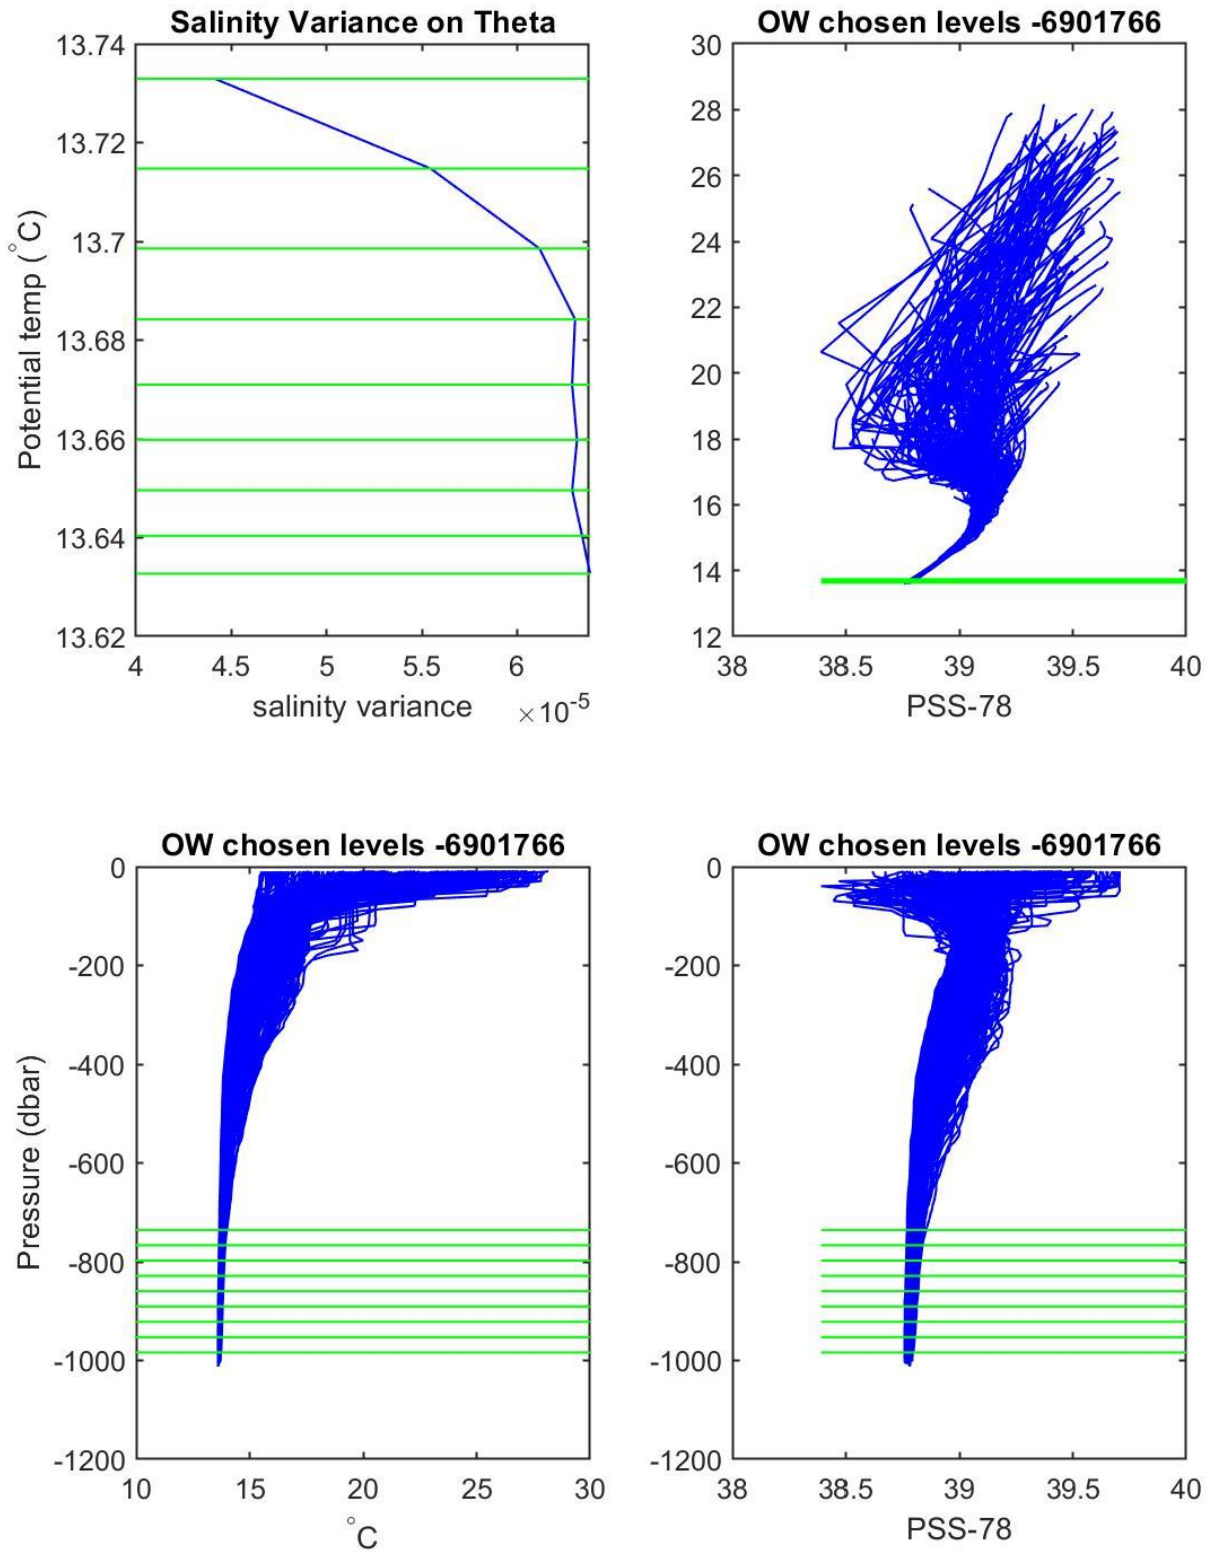 Salinity Variance on Theta
13.74
13.72
13.7
13.68
13.66
13.64
13.62
Potential temp (°C)
4 4.5 5 5.5 6
salinity variance ×10-5
OW chosen levels -6901766
30
28
26
24
22
20
18
16
14
12
38 38.5 39 39.5 40
PSS-78
OW chosen levels -6901766
0
-200
-400
-600
-800
-1000
-1200
Pressure (dbar)
10 15 20 25 30
°C
OW chosen levels -6901766
0
-200
-400
-600
-800
-1000
-1200
38 38.5 39 39.5 40
PSS-78